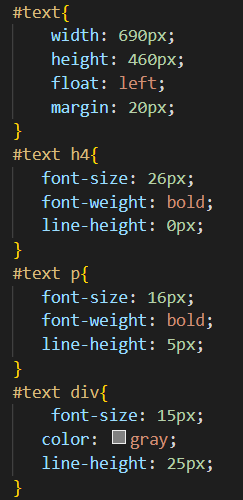 #text{
width: 690px;
height: 460px;
float: left;
margin: 20px;
}
#text h4{
font-size: 26px;
font-weight: bold;
line-height: 0px;
}
#text p{
font-size: 16px;
font-weight: bold;
line-height: 5px;
}
#text div{
font-size: 15px;
color: gray;
line-height: 25px;
}